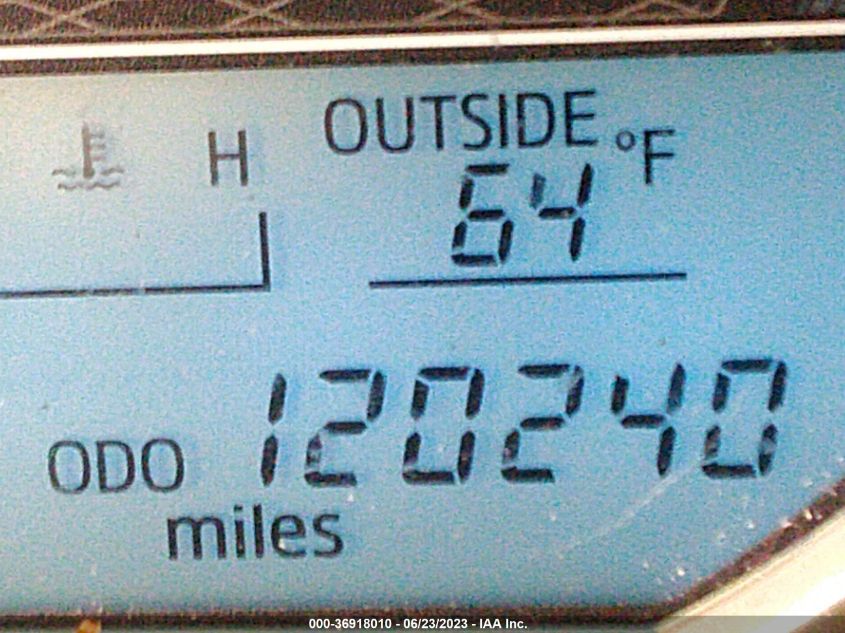 OUTSIDE
H
°F
64
120240
ODO
miles
000-36918010 - 06/23/2023 - IAA Inc.